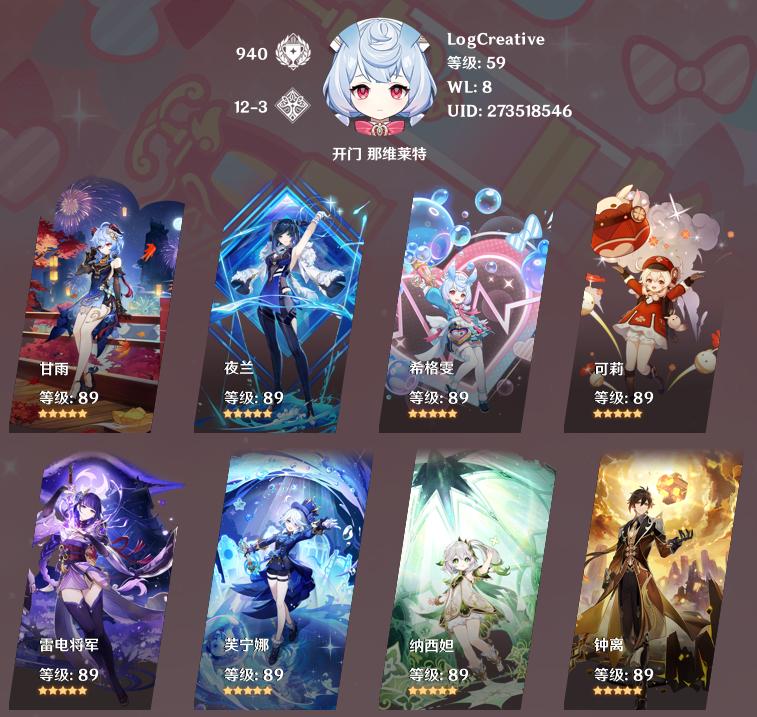 940
12-3
LogCreative
等级: 59
WL: 8
UID: 273518546
开门 那维莱特
甘雨
等级: 89
夜兰
等级: 89
希格雯
等级: 89
可莉
等级: 89
雷电将军
等级: 89
芙宁娜
等级: 89
纳西妲
等级: 89
钟离
等级: 89